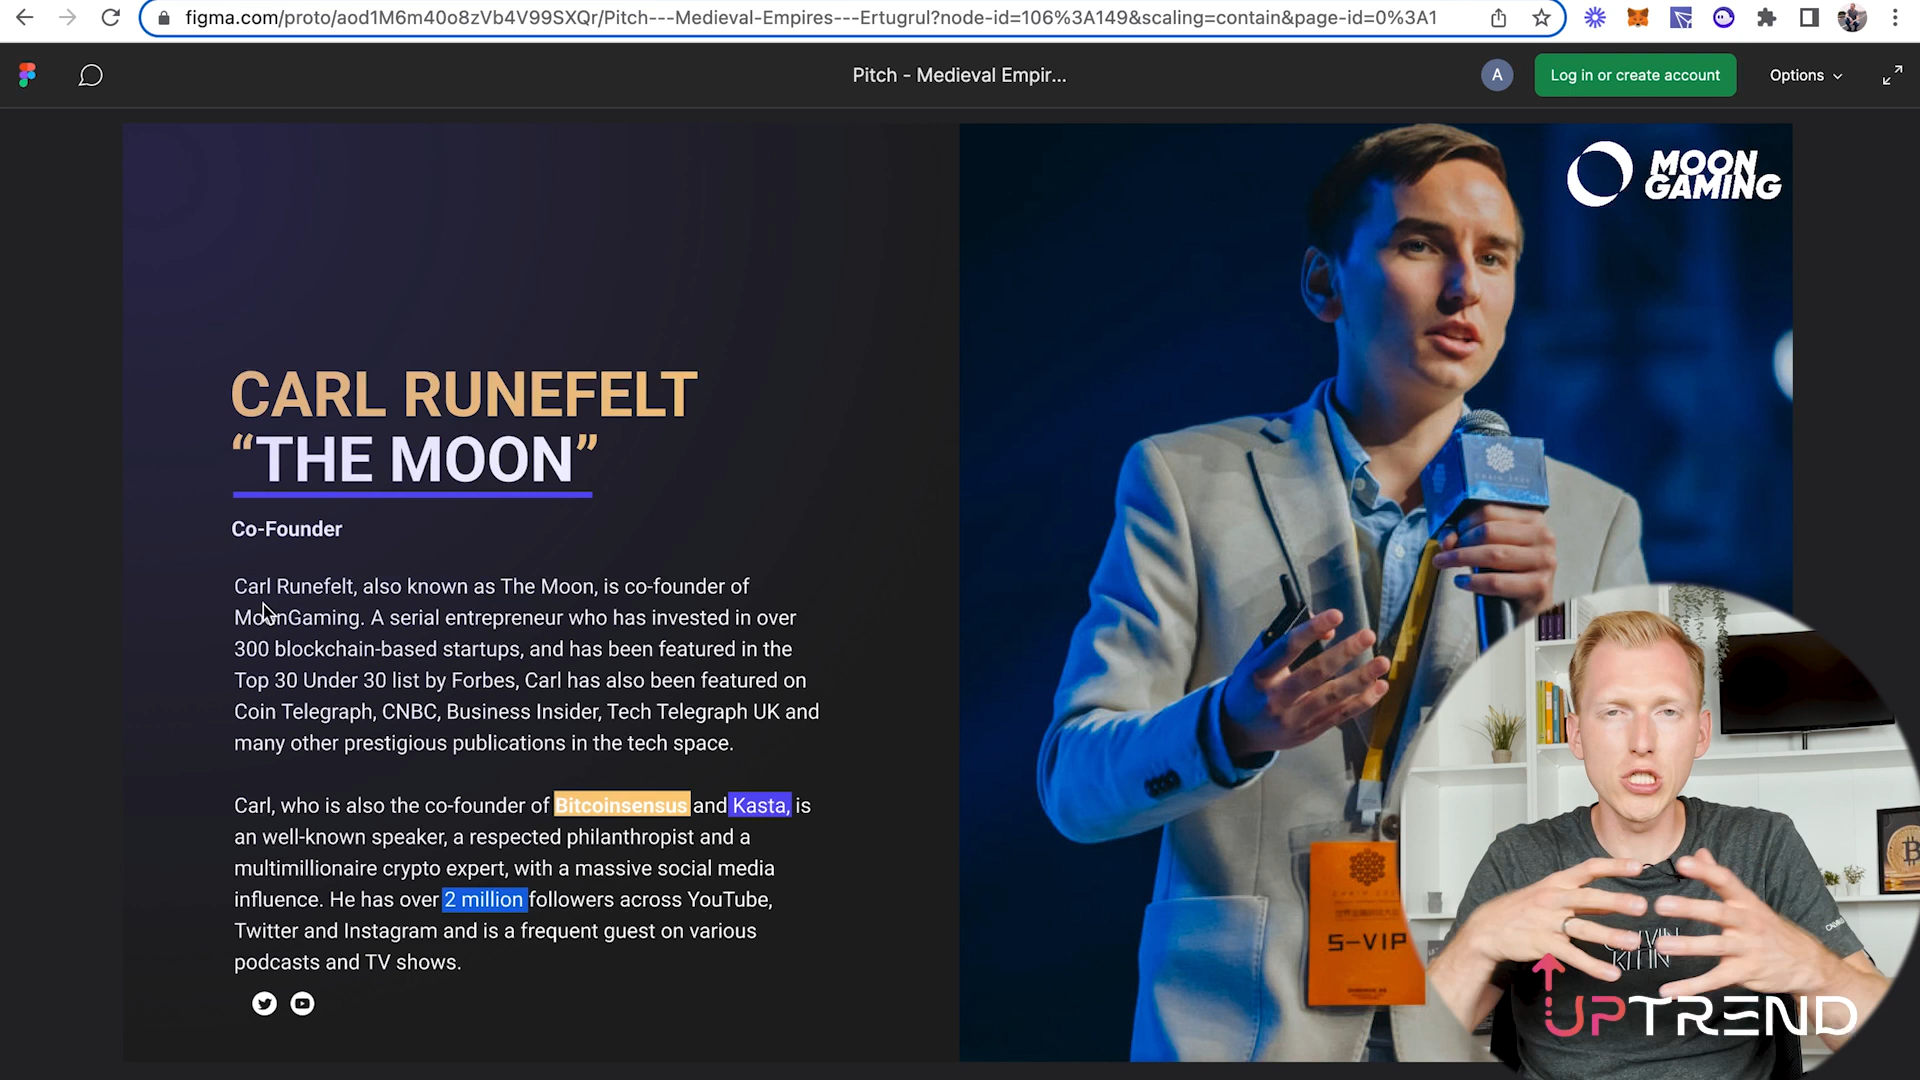 figma.com/proto/aod1M6m40o8zVb4V99SXQr/Pitch---Medieval-Empires---Ertugrul?node-id=106%3A149&scaling=contain&page-id=0%3A1
Pitch - Medieval Empir...
A
Log in or create account
Options
MOON
GAMING
CARL RUNEFELT
“THE MOON”
Co-Founder
Carl Runefelt, also known as The Moon, is co-founder of
MoonGaming. A serial entrepreneur who has invested in over
300 blockchain-based startups, and has been featured in the
Top 30 Under 30 list by Forbes, Carl has also been featured on
Coin Telegraph, CNBC, Business Insider, Tech Telegraph UK and
many other prestigious publications in the tech space.
Carl, who is also the co-founder of Bitcoinsensus and Kasta, is
an well-known speaker, a respected philanthropist and a
multimillionaire crypto expert, with a massive social media
influence. He has over 2 million followers across YouTube,
Twitter and Instagram and is a frequent guest on various
podcasts and TV shows.
S-VIP
CALVIN
KLEIN
UPTREND